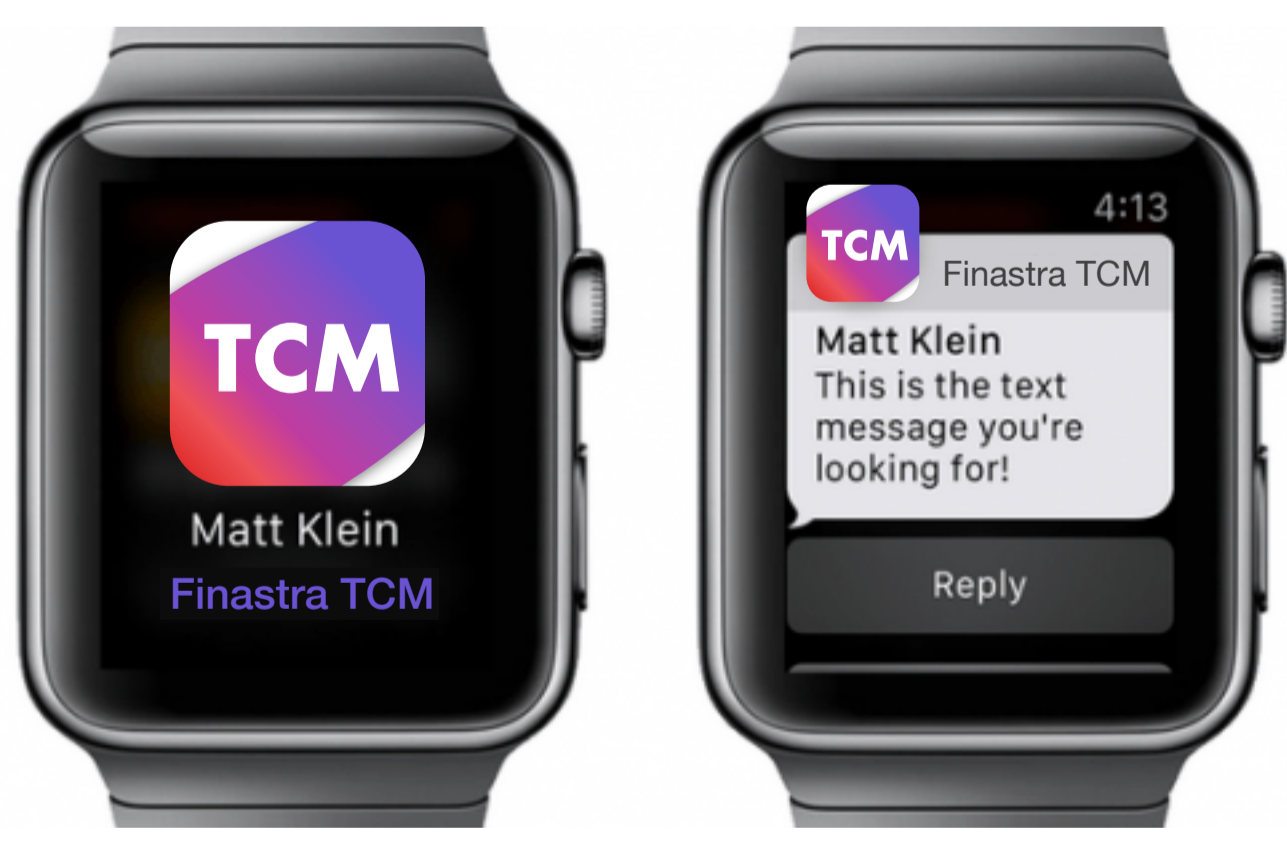 TCM
Matt Klein
Finastra TCM
4:13
TCM
Finastra TCM
Matt Klein
This is the text
message you're
looking for!
Reply